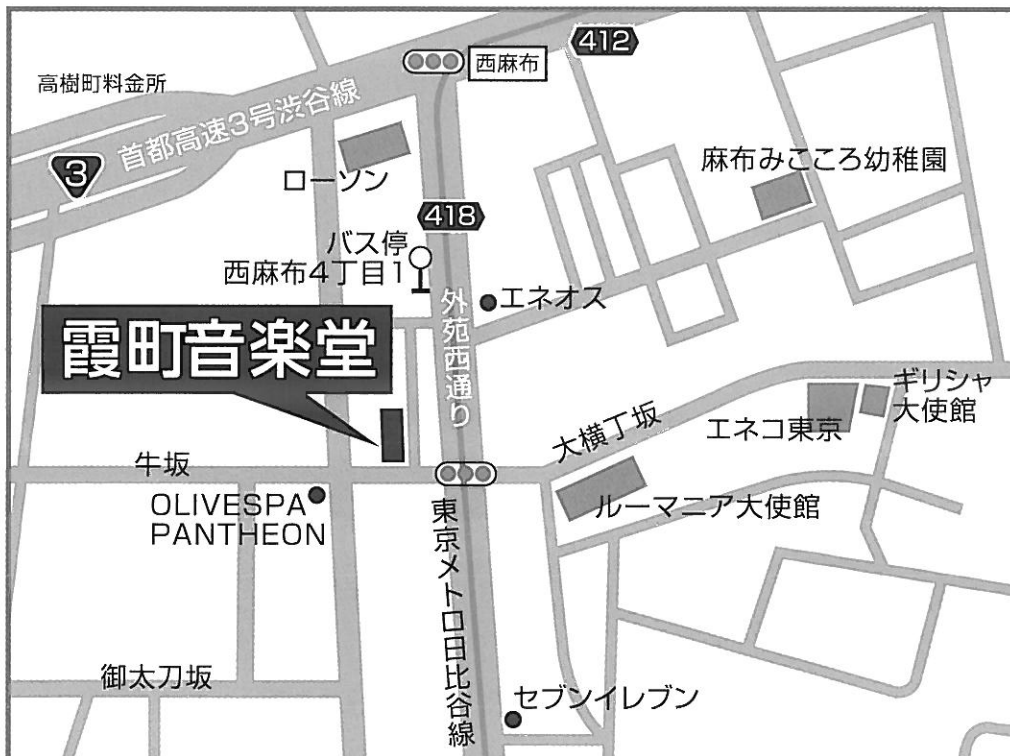 412
西麻布
高樹町料金所
首都高速3号渋谷線
3
ローソン
麻布みこころ幼稚園
418
バス停
西麻布4丁目1
エネオス
外苑西通り
霞町音楽堂
ギリシャ
大使館
エネコ東京
大横丁坂
牛坂
ルーマニア大使館
OLIVESPA
PANTHEON
東京メトロ日比谷線
御太刀坂
セブンイレブン